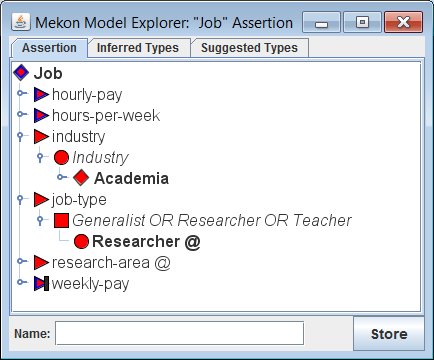 Mekon Model Explorer: "Job" Assertion
Assertion Inferred Types Suggested Types
Job
hourly-pay
hours-per-week
industry
Industry
Academia
job-type
Generalist OR Researcher OR Teacher
Researcher @
research-area @
weekly-pay
Name: Store